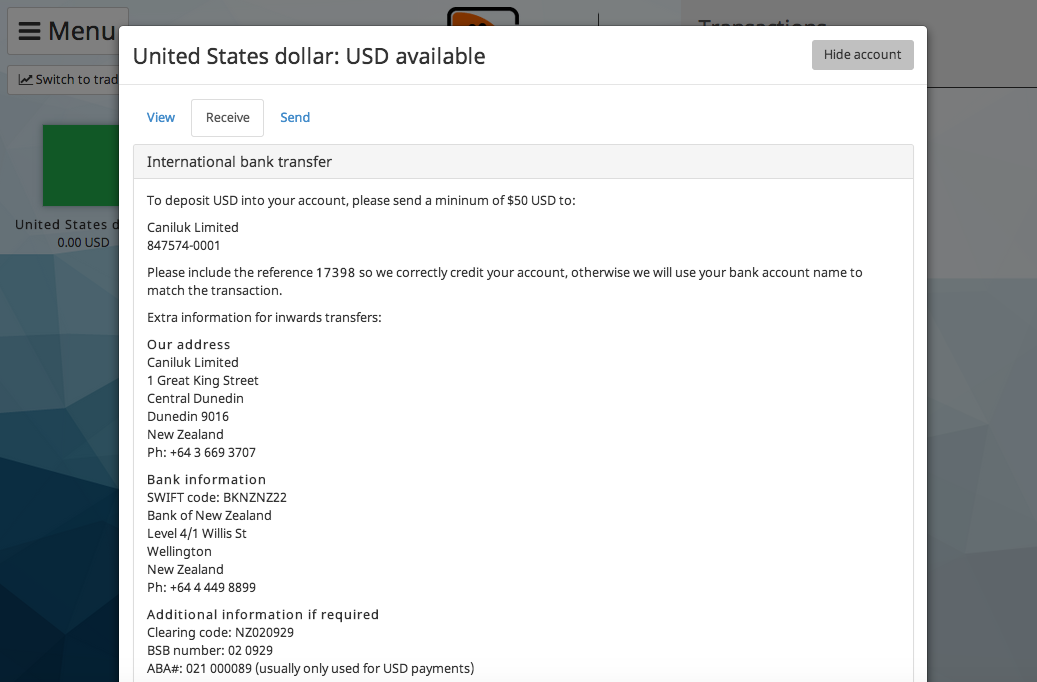 Menu
Transactions
United States dollar: USD available
Hide account
Switch to trad
View
Receive
Send
International bank transfer
To deposit USD into your account, please send a mininum of $50 USD to:
Caniluk Limited
847574-0001
United States d
0.00 USD
Please include the reference 17398 so we correctly credit your account, otherwise we will use your bank account name to
match the transaction.
Extra information for inwards transfers:
Our address
Caniluk Limited
1 Great King Street
Central Dunedin
Dunedin 9016
New Zealand
Ph: +64 3 669 3707
Bank information
SWIFT code: BKNZNZ22
Bank of New Zealand
Level 4/1 Willis St
Wellington
New Zealand
Ph: +64 4 449 8899
Additional information if required
Clearing code: NZ020929
BSB number: 02 0929
ABA#: 021 000089 (usually only used for USD payments)